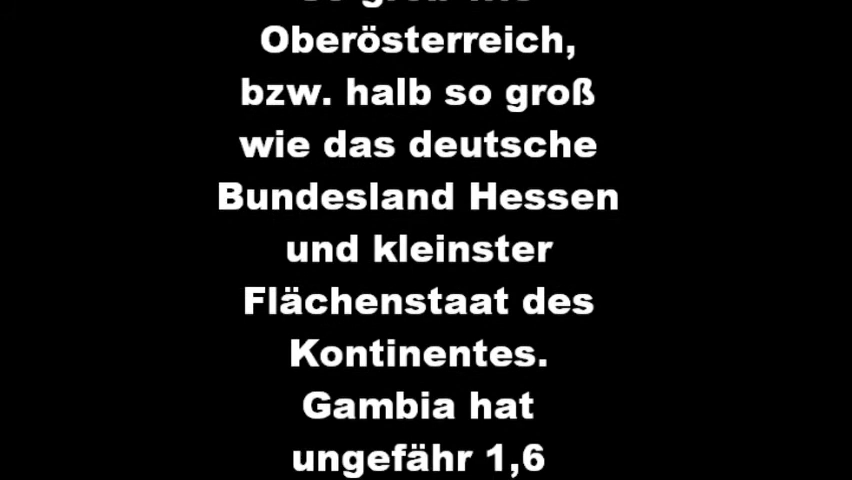 Oberösterreich,
bzw. halb so groß
wie das deutsche
Bundesland Hessen
und kleinster
Flächenstaat des
Kontinentes.
Gambia hat
ungefähr 1,6